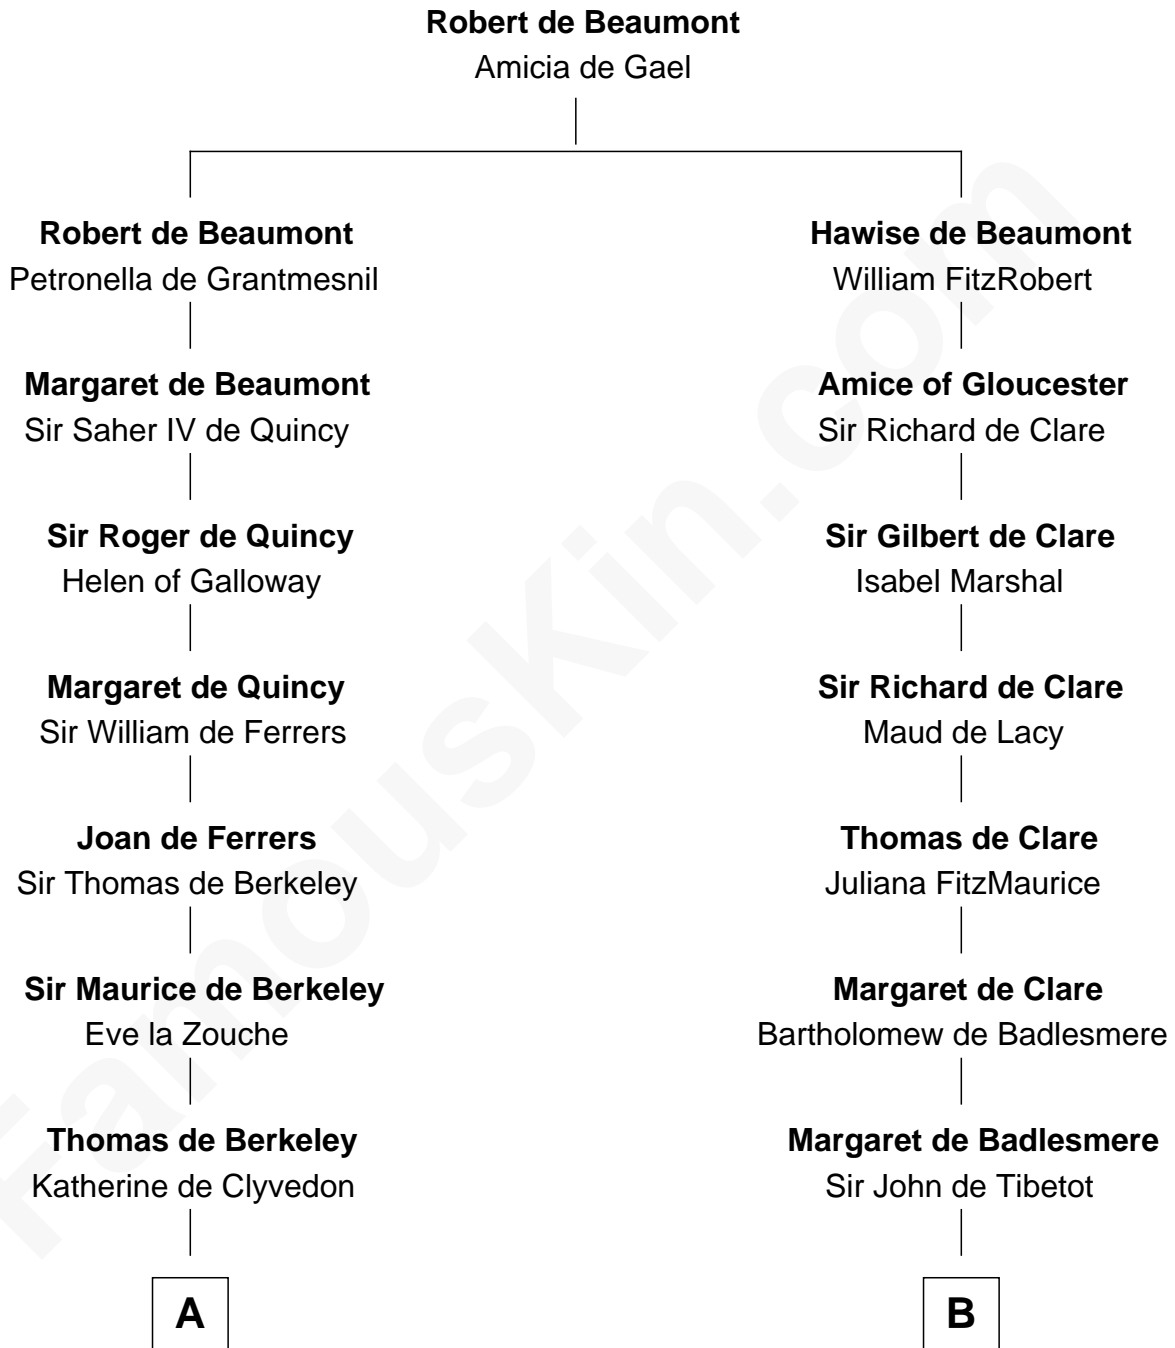 Robert de Beaumont
Amicia de Gael
Robert de Beaumont
Petronella de Grantmesnil
Hawise de Beaumont
William FitzRobert
Margaret de Beaumont
Sir Saher IV de Quincy
Amice of Gloucester
Sir Richard de Clare
Sir Roger de Quincy
Helen of Galloway
Sir Gilbert de Clare
Isabel Marshal
Margaret de Quincy
Sir William de Ferrers
Sir Richard de Clare
Maud de Lacy
Joan de Ferrers
Sir Thomas de Berkeley
Thomas de Clare
Juliana FitzMaurice
Sir Maurice de Berkeley
Eve la Zouche
Margaret de Clare
Bartholomew de Badlesmere
Thomas de Berkeley
Katherine de Clyvedon
Margaret de Badlesmere
Sir John de Tibetot
A
B
FamousKin.com